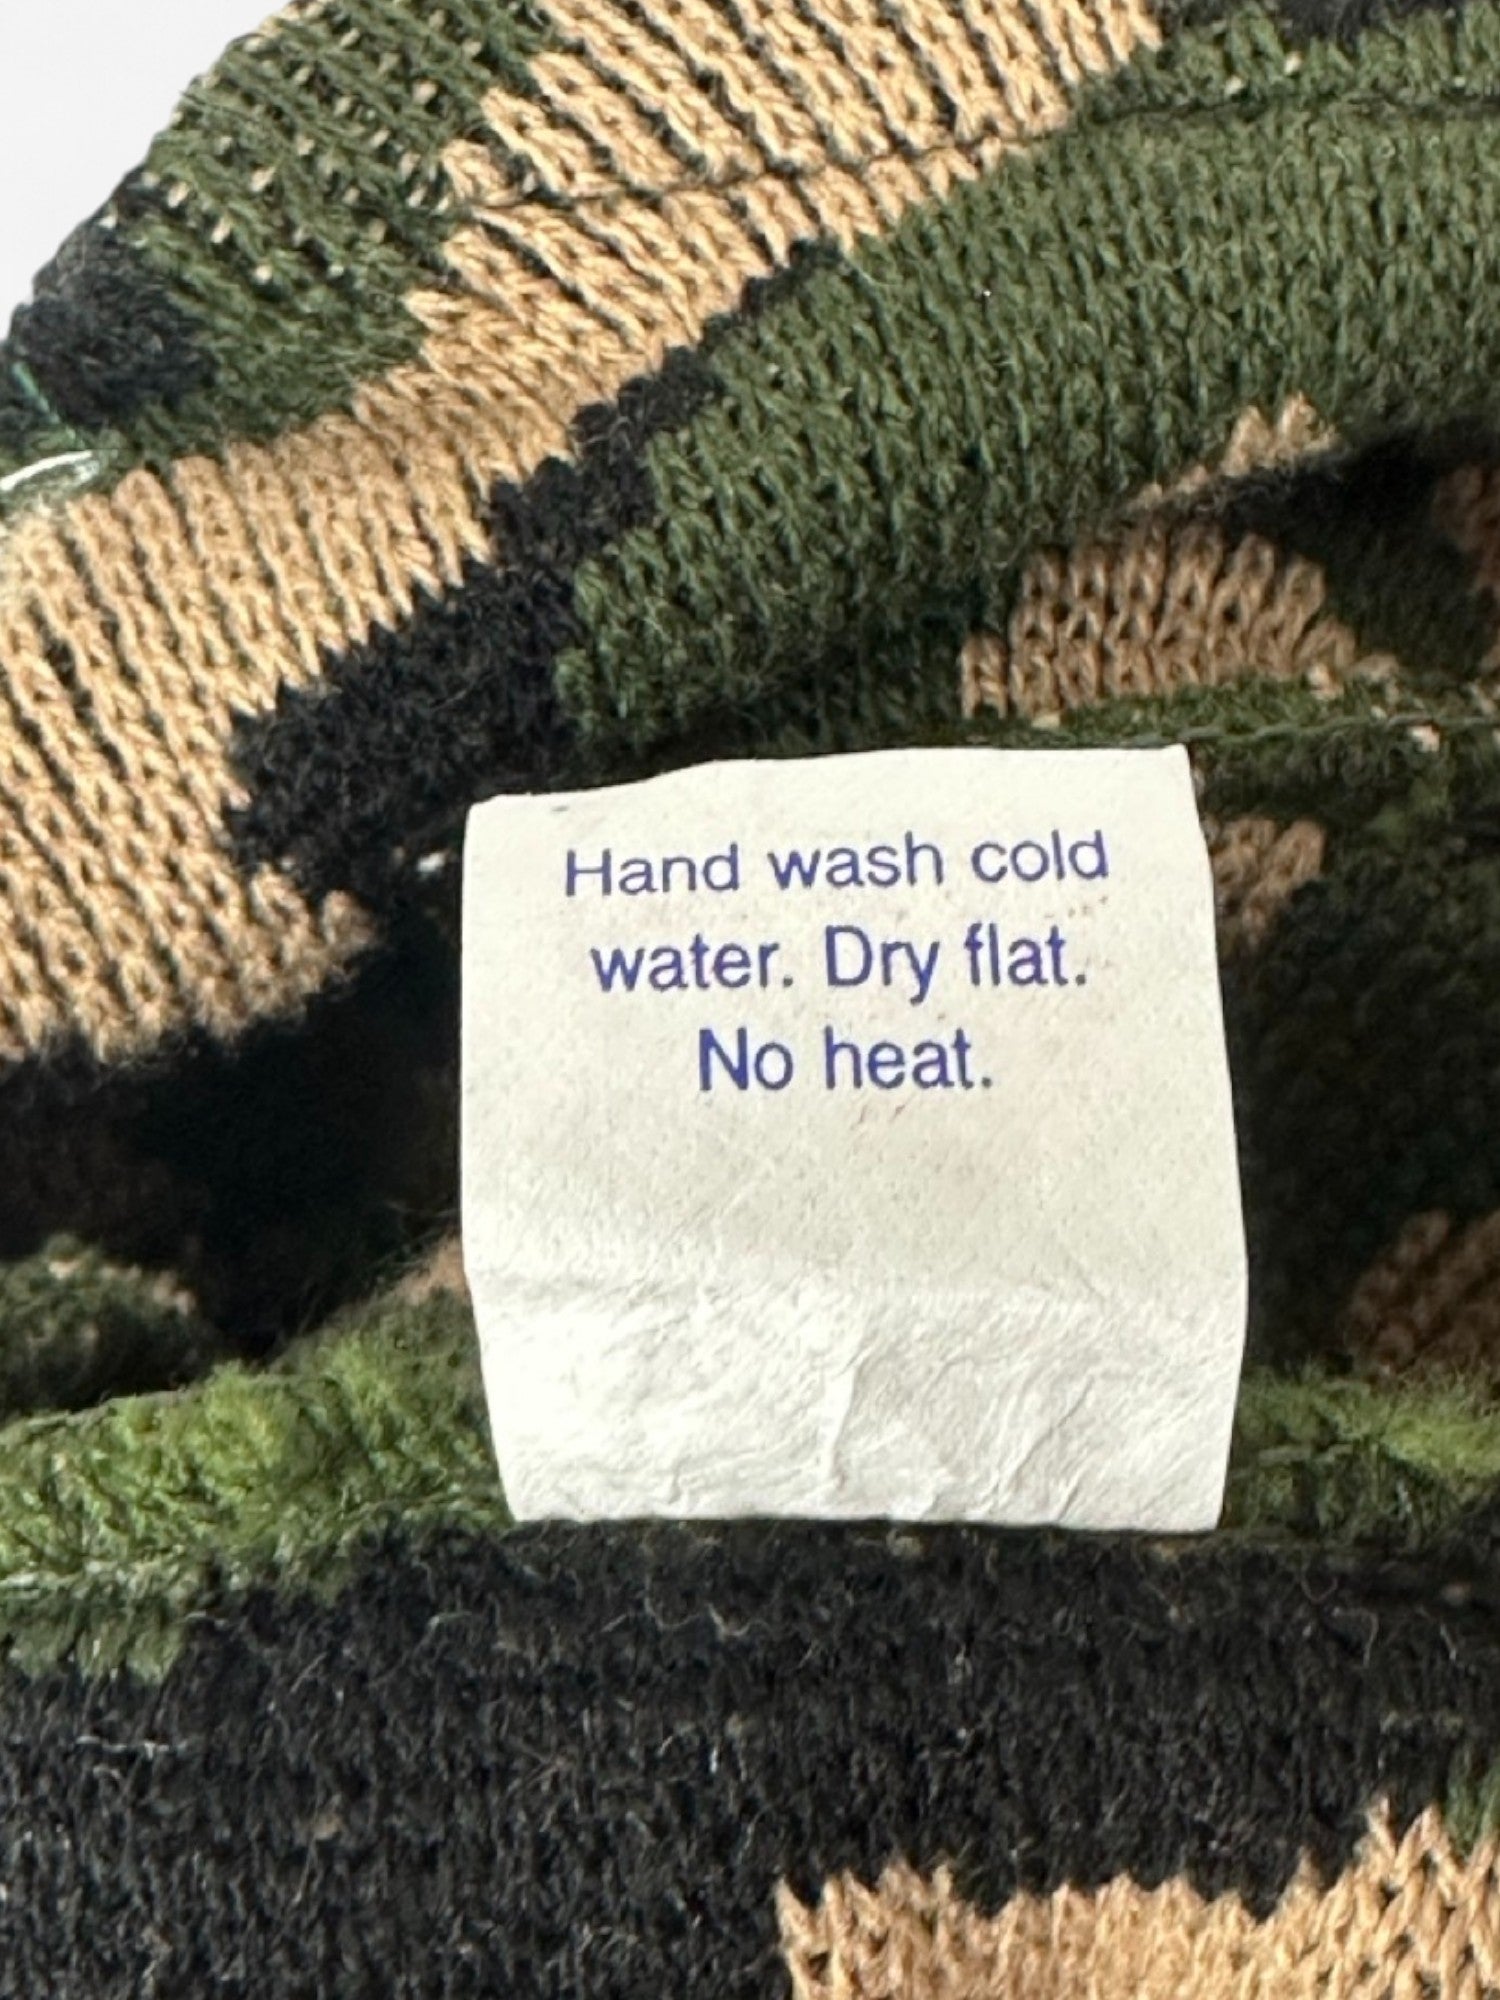 Hand wash cold
water. Dry flat.
No heat.